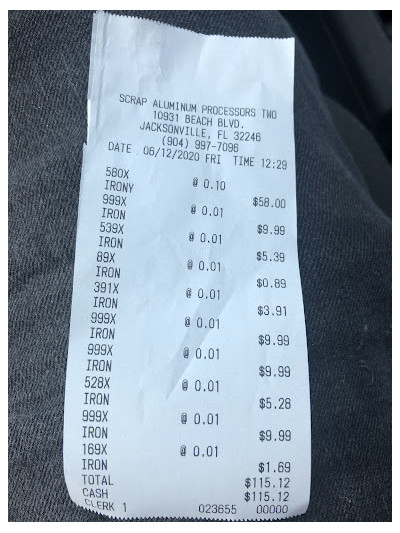 SCRAP ALUMINUM PROCESSORS TWO
10931 BEACH BLVD.
JACKSONVILLE, FL 32246
(904) 997-7096
DATE 06/12/2020 FRI TIME 12:29
580X @ 0.10
IRONY $58.00
999X @ 0.01
IRON $9.99
539X @ 0.01
IRON $5.39
89X @ 0.01
IRON $0.89
391X @ 0.01
IRON $3.91
999X @ 0.01
IRON $9.99
999X @ 0.01
IRON $9.99
528X @ 0.01
IRON $5.28
999X @ 0.01
IRON $9.99
169X @ 0.01
IRON $1.69
TOTAL $115.12
CASH $115.12
CLERK 1 023655 00000